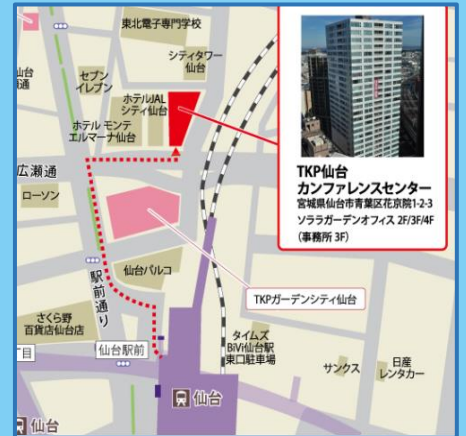 東北電子専門学校
シティタワー
仙台
セブン
イレブン
ホテルJAL
シティ仙台
ホテル モンテ
エルマーナ仙台
広瀬通
ローソン
駅前通り
仙台パルコ
さくら野
百貨店仙台店
仙台駅前
タイムズ
BiVi仙台駅
東口駐車場
サンクス
日産
レンタカー
仙台
仙台
TKP仙台
カンファレンスセンター
宮城県仙台市青葉区花京院1-2-3
ソララガーデンオフィス 2F/3F/4F
(事務所 3F)
TKPガーデンシティ仙台